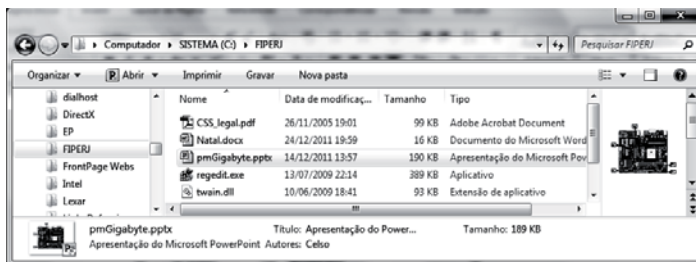 Computador ▸ SISTEMA (C:) ▸ FIPERJ
Pesquisar FIPERJ
Organizar Abrir Imprimir Gravar Nova pasta
dialhost
DirectX
EP
FIPERJ
FrontPage Webs
Intel
Lexar
Nome Data de modificaç... Tamanho Tipo
CSS_legal.pdf 26/11/2005 19:01 99 KB Adobe Acrobat Document
Natal.docx 24/12/2011 19:59 16 KB Documento do Microsoft Word
pmGigabyte.pptx 14/12/2011 13:57 190 KB Apresentação do Microsoft Pov
regedit.exe 13/07/2009 22:14 389 KB Aplicativo
twain.dll 10/06/2009 18:41 93 KB Extensão de aplicativo
pmGigabyte.pptx Título: Apresentação do Power... Tamanho: 189 KB
Apresentação do Microsoft PowerPoint Autores: Celso